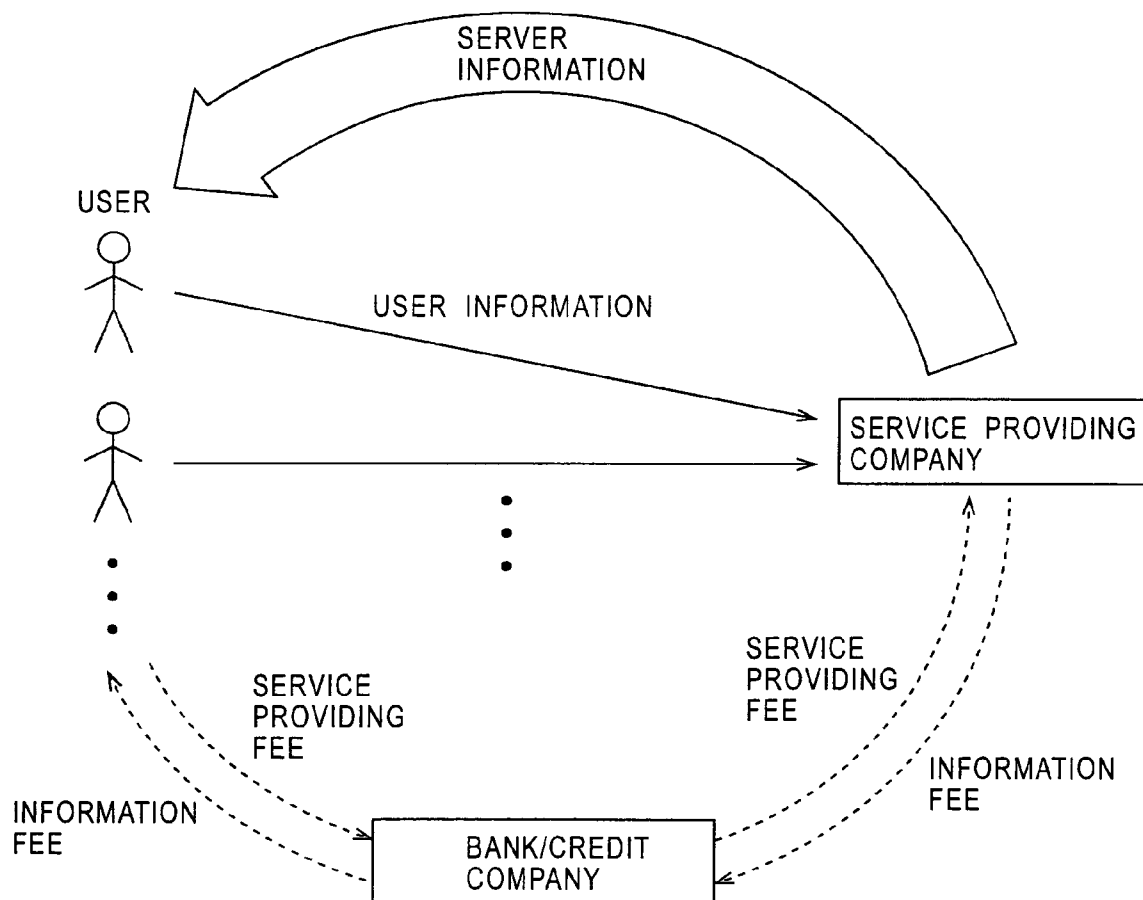 SERVER
INFORMATION
USER
USER INFORMATION
SERVICE PROVIDING
COMPANY
SERVICE
PROVIDING
FEE
SERVICE
PROVIDING
FEE
INFORMATION
FEE
INFORMATION
FEE
BANK/CREDIT
COMPANY